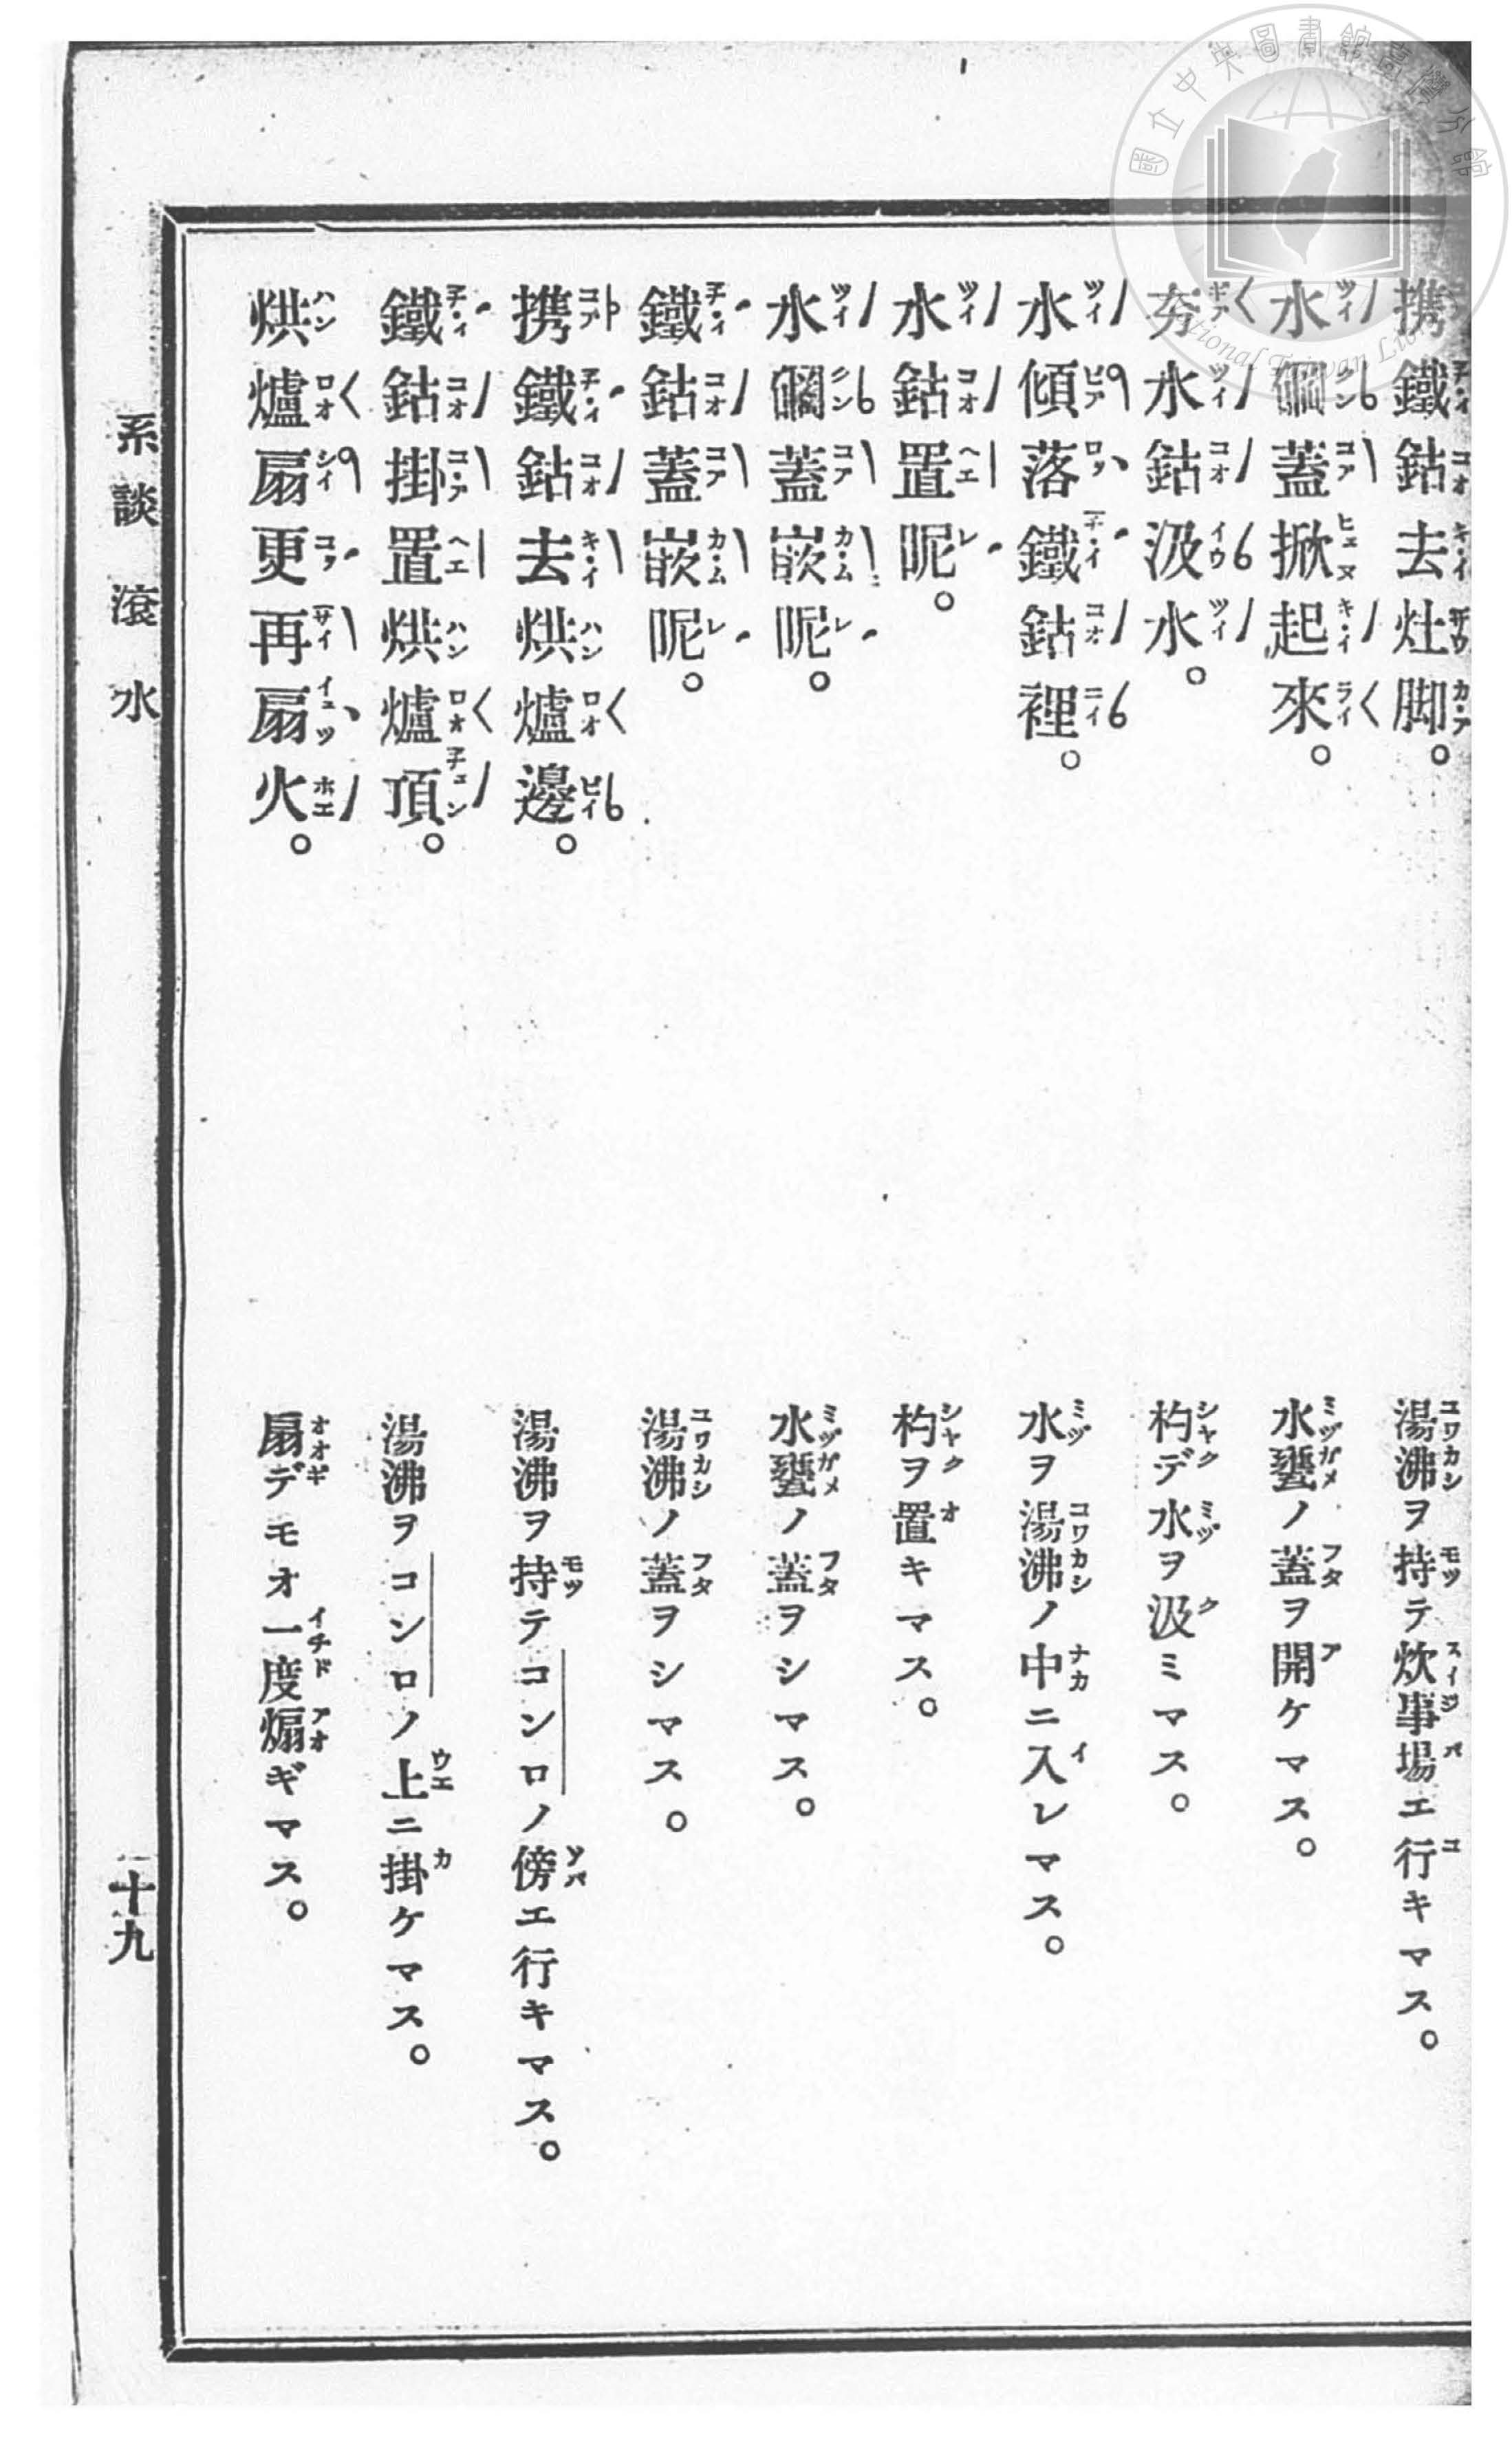 携鐵鈷去灶脚。
湯沸ヲ持テ炊事場エ行キマス。
水礀蓋掀起來。
水甕ノ蓋ヲ開ケマス。
夯水鈷汲水。
杓デ水ヲ汲ミマス。
水傾落鐵鈷裡。
水ヲ湯沸ノ中ニ入レマス。
水鈷置呢。
杓ヲ置キマス。
水礀蓋嵌呢。
水甕ノ蓋ヲシマス。
鐵鈷蓋嵌呢。
湯沸ノ蓋ヲシマス。
携鐵鈷去烘爐邊。
湯沸ヲ持テコンロノ傍エ行キマス。
鐵鈷掛置烘爐頂。
湯沸ヲコンロノ上ニ掛ケマス。
烘爐扇更再扇火。
扇デモオ一度煽ギマス。
系談 滾水
十九
國立中央圖書館臺灣分館
National Taiwan Library